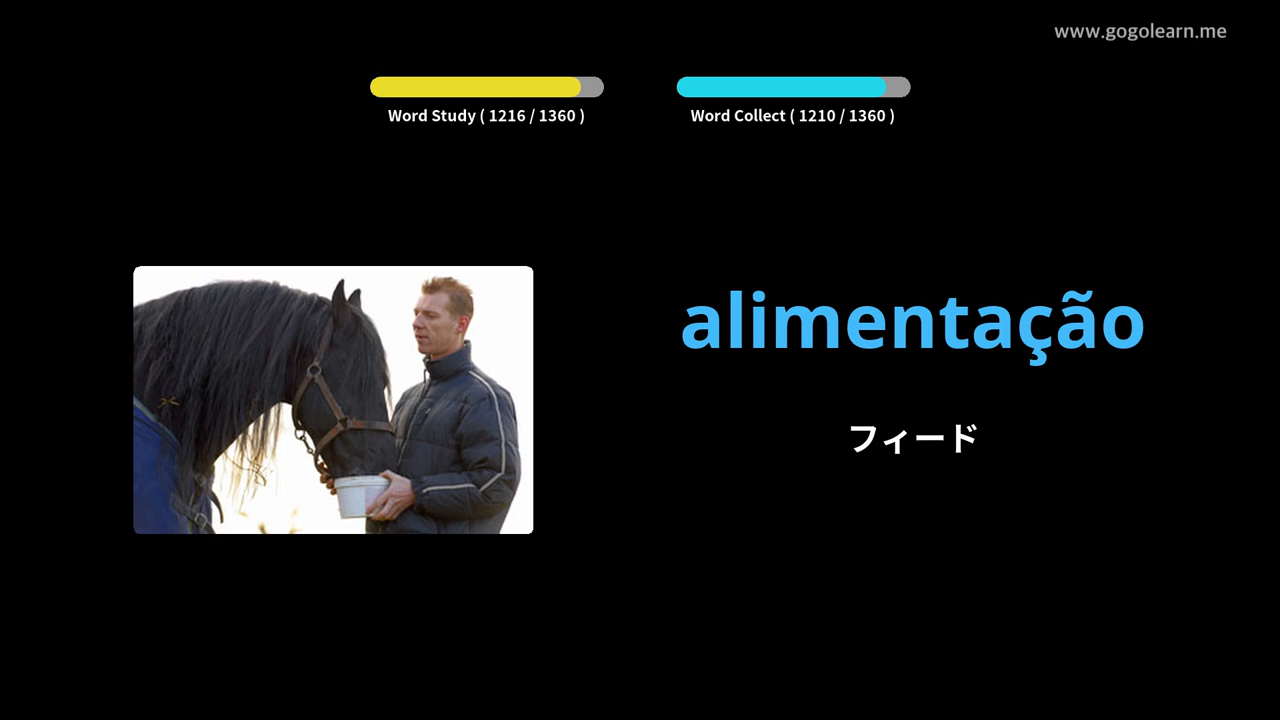 www.gogolearn.me
Word Study ( 1216 / 1360 )
Word Collect ( 1210 / 1360 )
alimentação
フィード